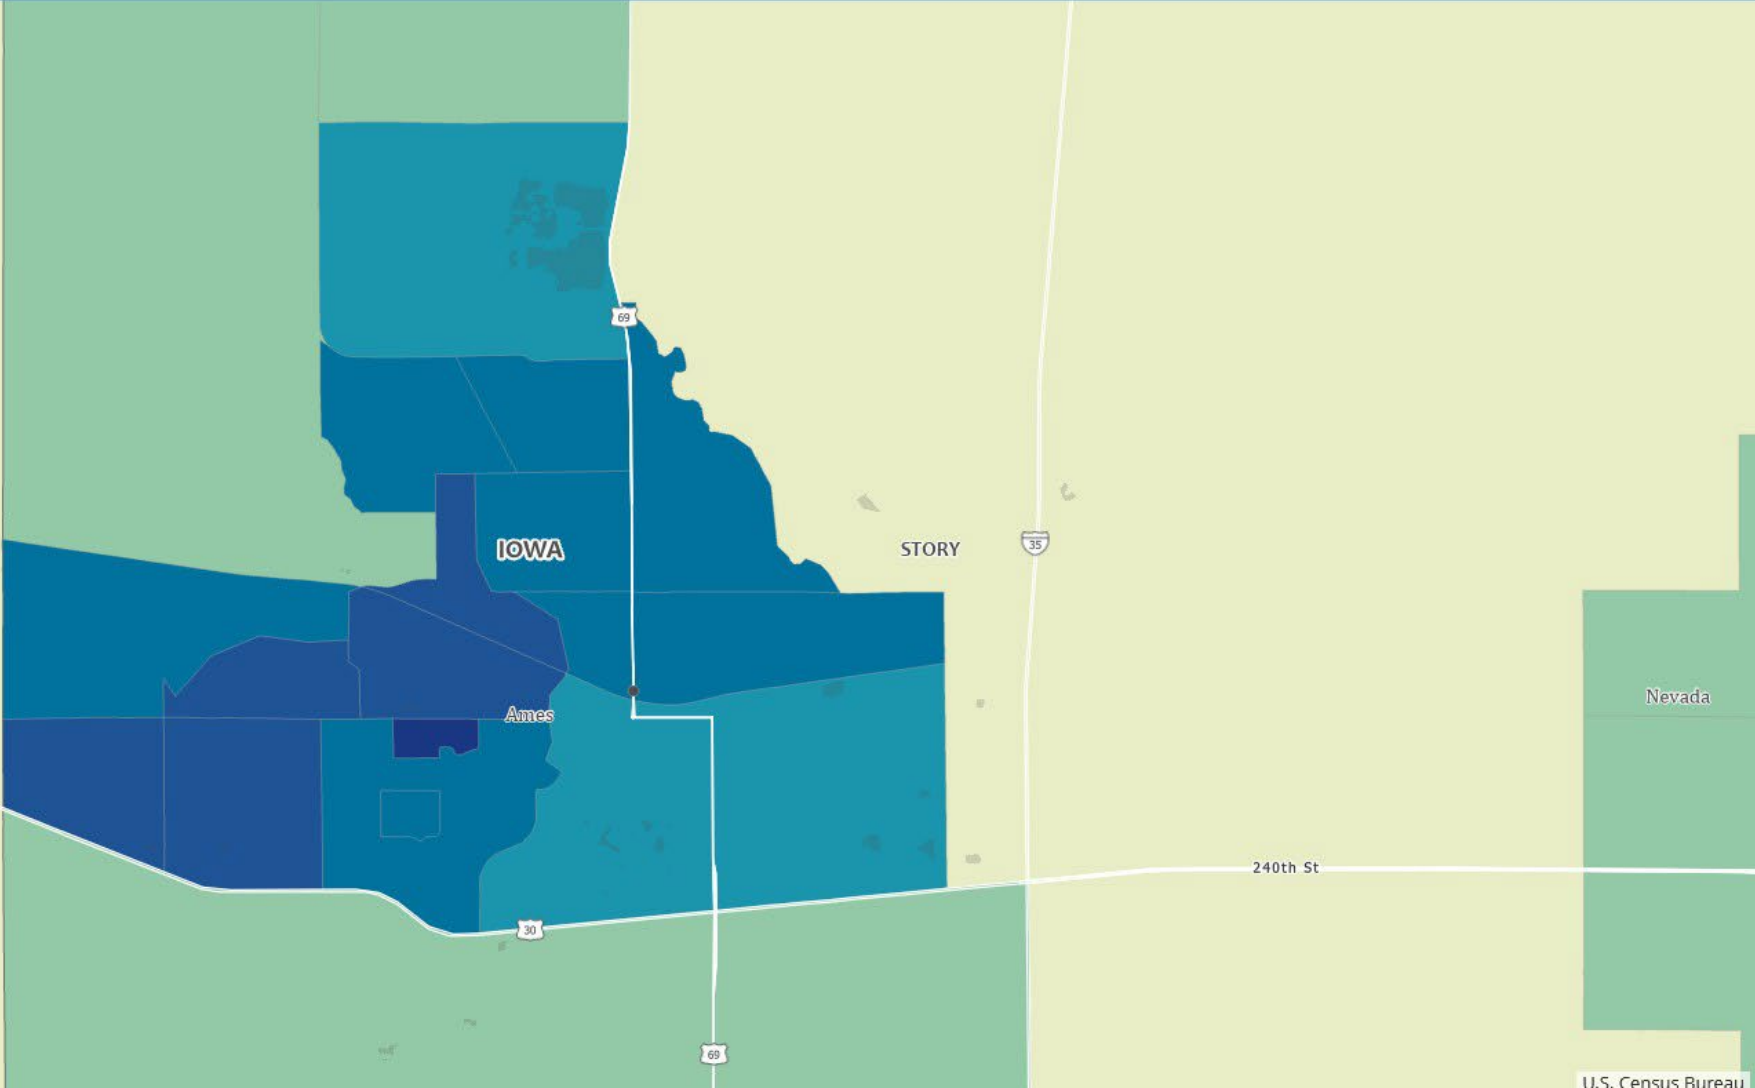 69
IOWA
STORY
35
Nevada
Ames
240th St
30
69
U.S. Census Bureau